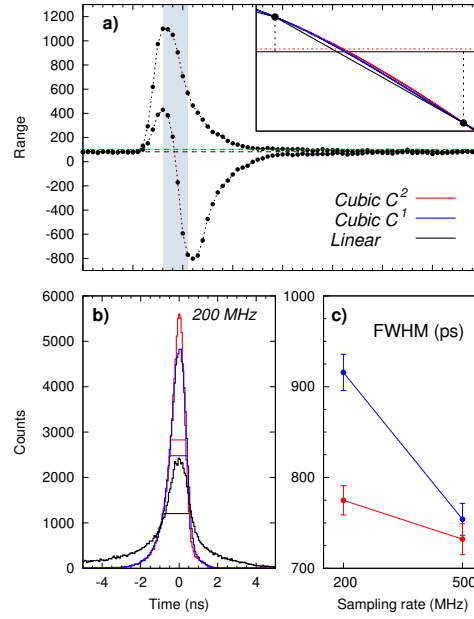 a)
Range
1200
1000
800
600
400
200
0
-200
-400
-600
-800
Cubic C²
Cubic C¹
Linear
b)
200 MHz
Counts
6000
5000
4000
3000
2000
1000
0
-4 -2 0 2 4
Time (ns)
c)
FWHM (ps)
1000
900
800
700
200 500
Sampling rate (MHz)